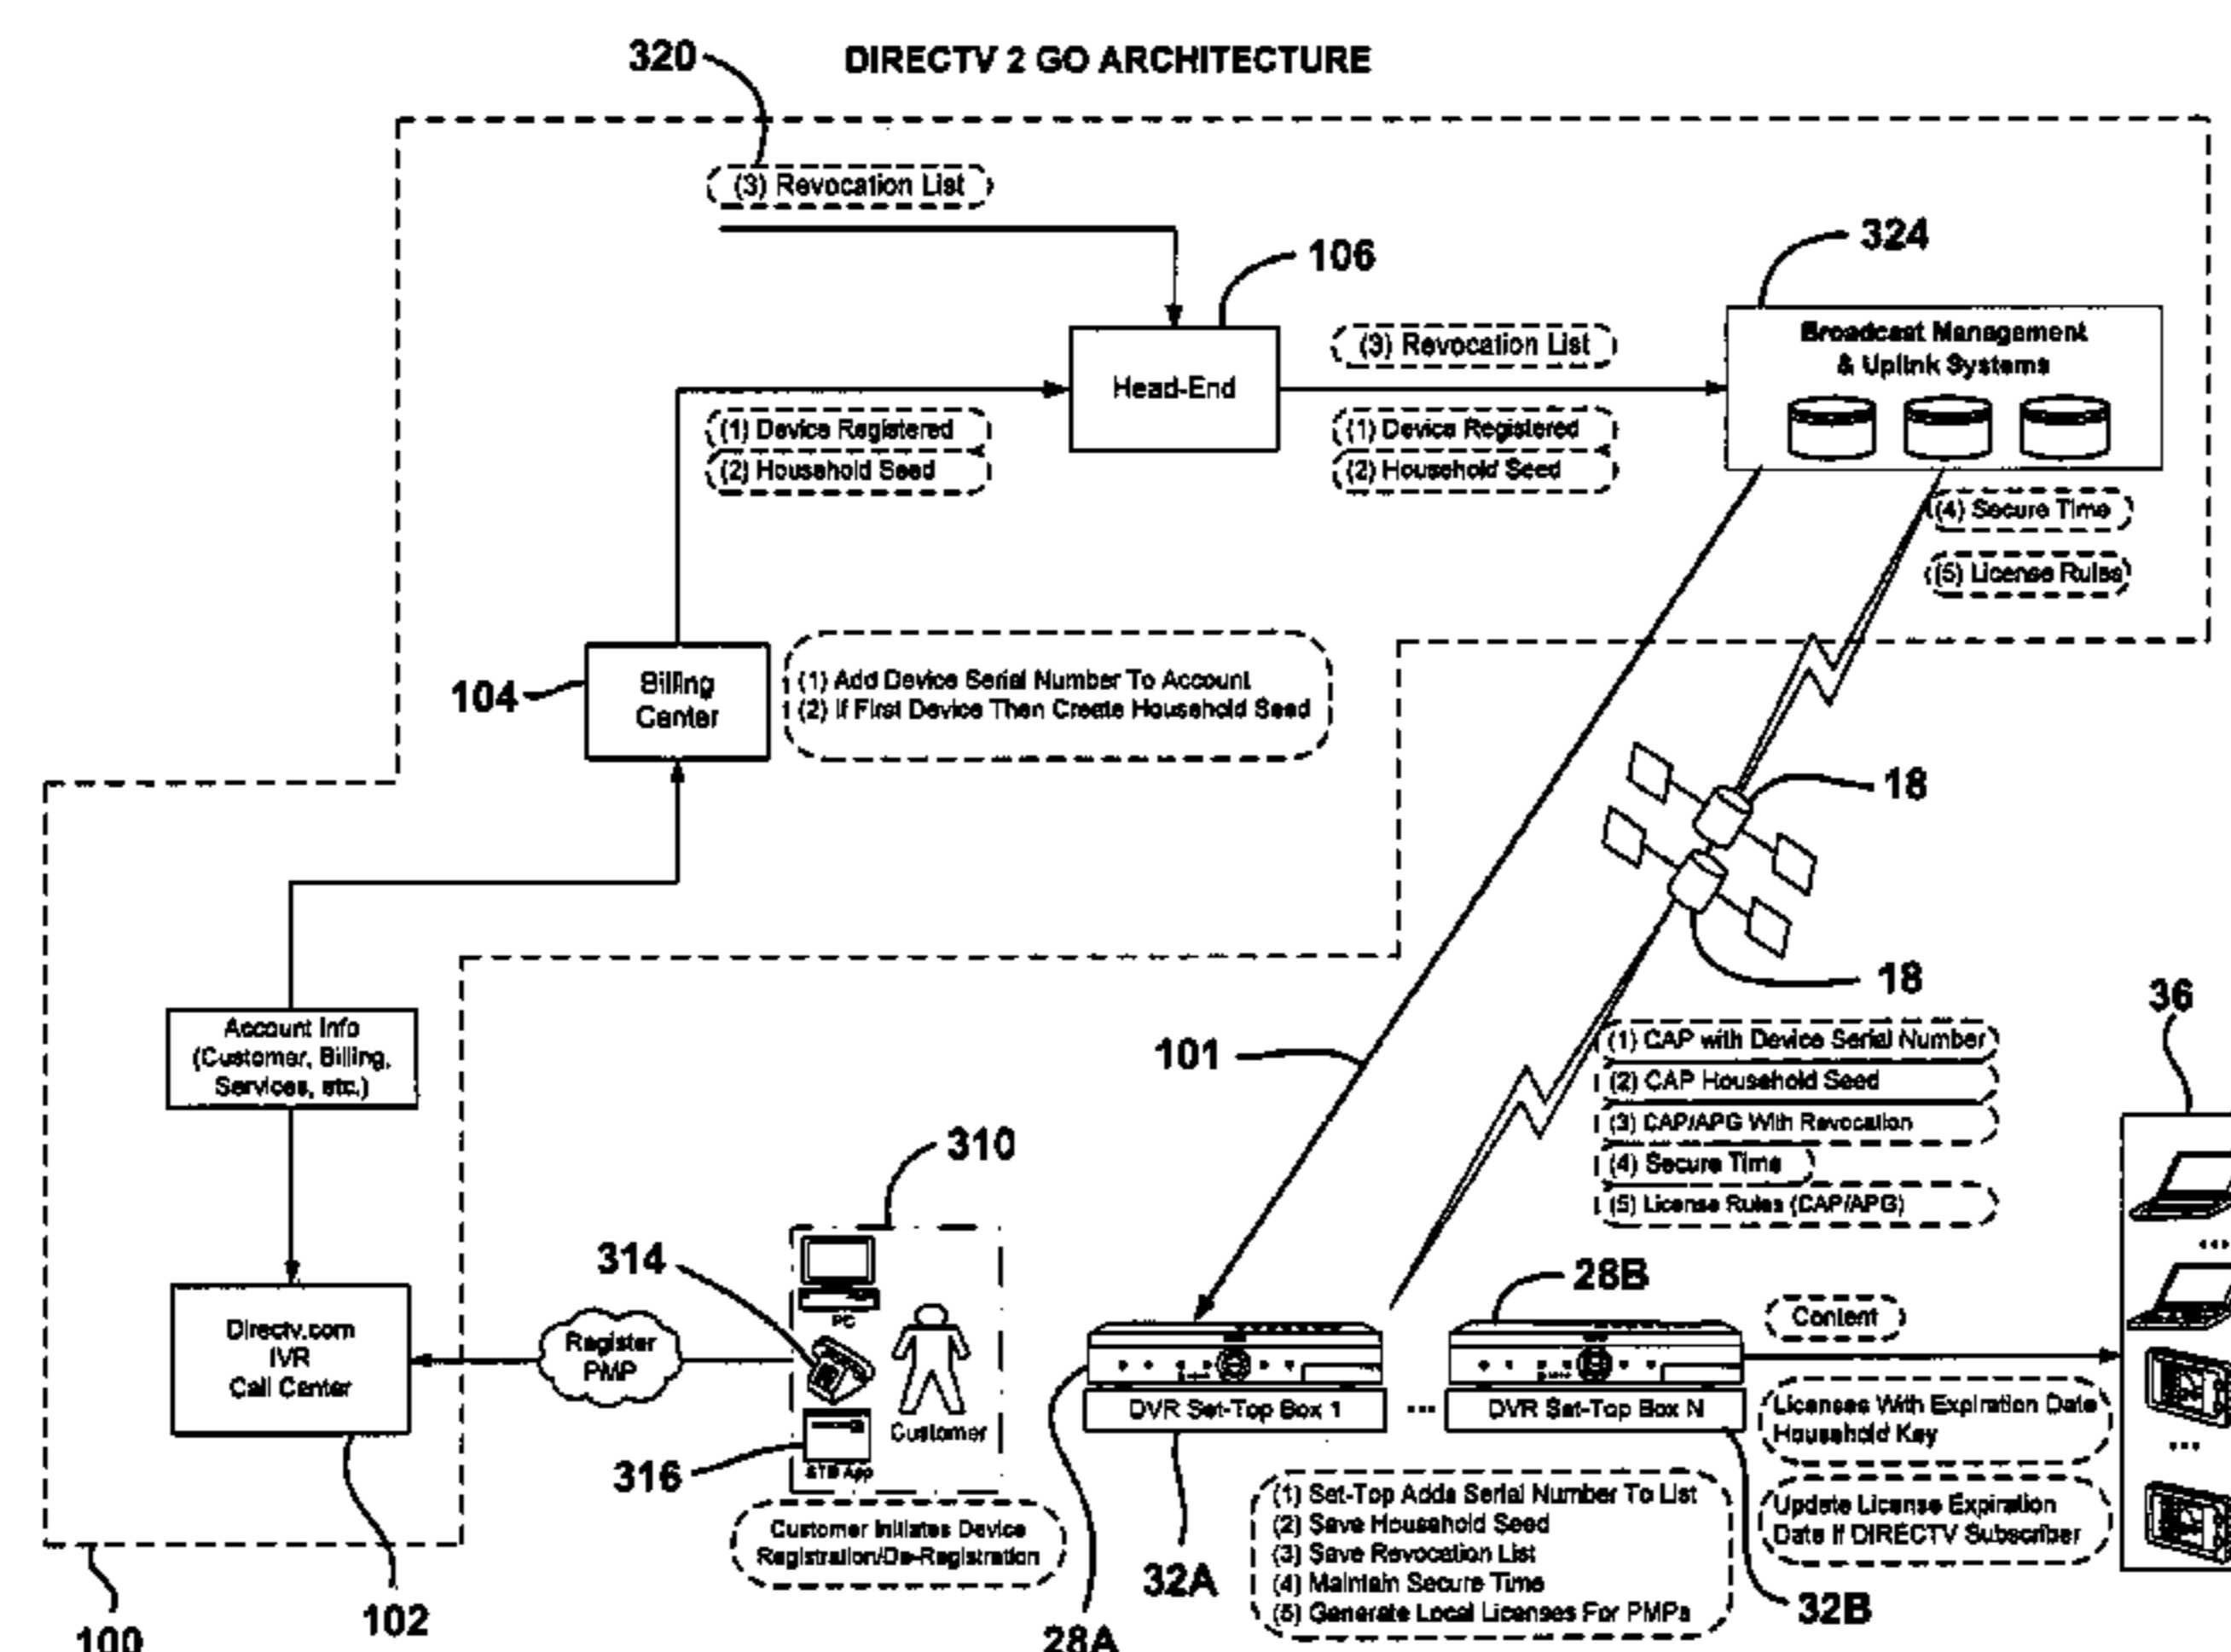 320
DIRECTV 2 GO ARCHITECTURE
(3) Revocation List
324
106
Broadcast Management
& Uplink Systems
Head-End
(3) Revocation List
(1) Device Registered
(2) Household Seed
(1) Device Registered
(2) Household Seed
(4) Secure Time
(5) License Rules
104
Billing
Center
(1) Add Device Serial Number To Account
(2) If First Device Then Create Household Seed
18
18
36
101
Account Info
(Customer, Billing,
Services, etc.)
(1) CAP with Device Serial Number
(2) CAP Household Seed
(3) CAP/APG With Revocation
(4) Secure Time
(5) License Rules (CAP/APG)
310
314
PC
28B
Content
Directv.com
IVR
Call Center
Register
PMP
Customer
DVR Set-Top Box 1
...
DVR Set-Top Box N
Licenses With Expiration Date
Household Key
...
...
316
STB App
Customer Initiates Device
Registration/De-Registration
(1) Set-Top Adds Serial Number To List
(2) Save Household Seed
(3) Save Revocation List
(4) Maintain Secure Time
(5) Generate Local Licenses For PMPs
Update License Expiration
Date If DIRECTV Subscriber
32A
32B
102
100
28A